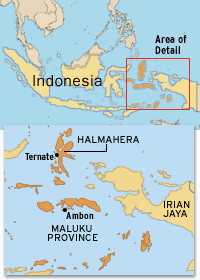 Area of
Detail
Indonesia
HALMAHERA
Ternate
IRIAN
JAYA
Ambon
MALUKU
PROVINCE